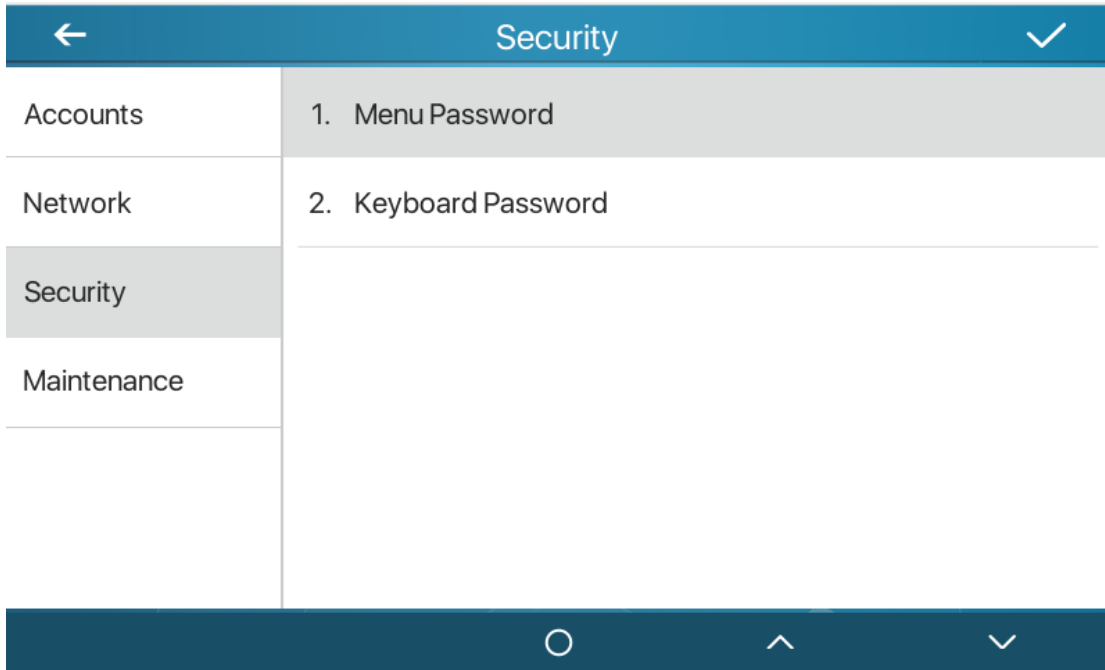 Security
Accounts
Network
Security
Maintenance
1. Menu Password
2. Keyboard Password